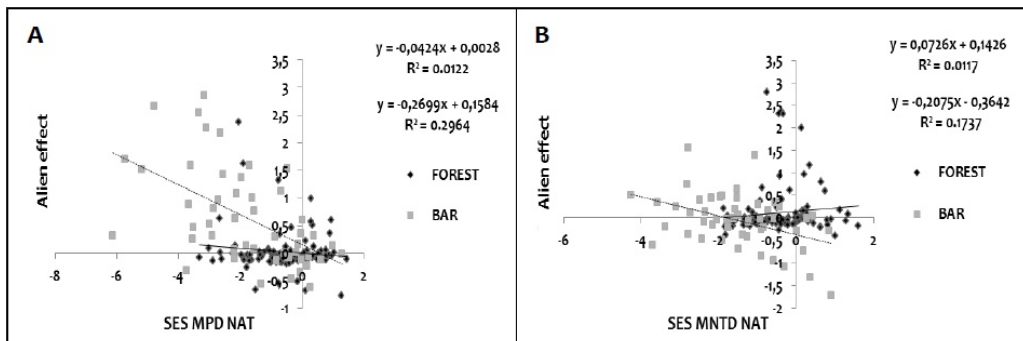 A
y = -0,0424x + 0,0028
R² = 0.0122
y = -0,2699x + 0,1584
R² = 0.2964
FOREST
BAR
Alien effect
3,5
3
2,5
2
1,5
1
0,5
0
-0,5
-1
-8 -6 -4 -2 0 2
SES MPD NAT
B
y = 0,0726x + 0,1426
R² = 0.0117
y = -0,2075x - 0,3642
R² = 0.1737
FOREST
BAR
Alien effect
3,5
3
2,5
2
1,5
1
0,5
0
-0,5
-1
-1,5
-2
-6 -4 -2 0 2
SES MNTD NAT